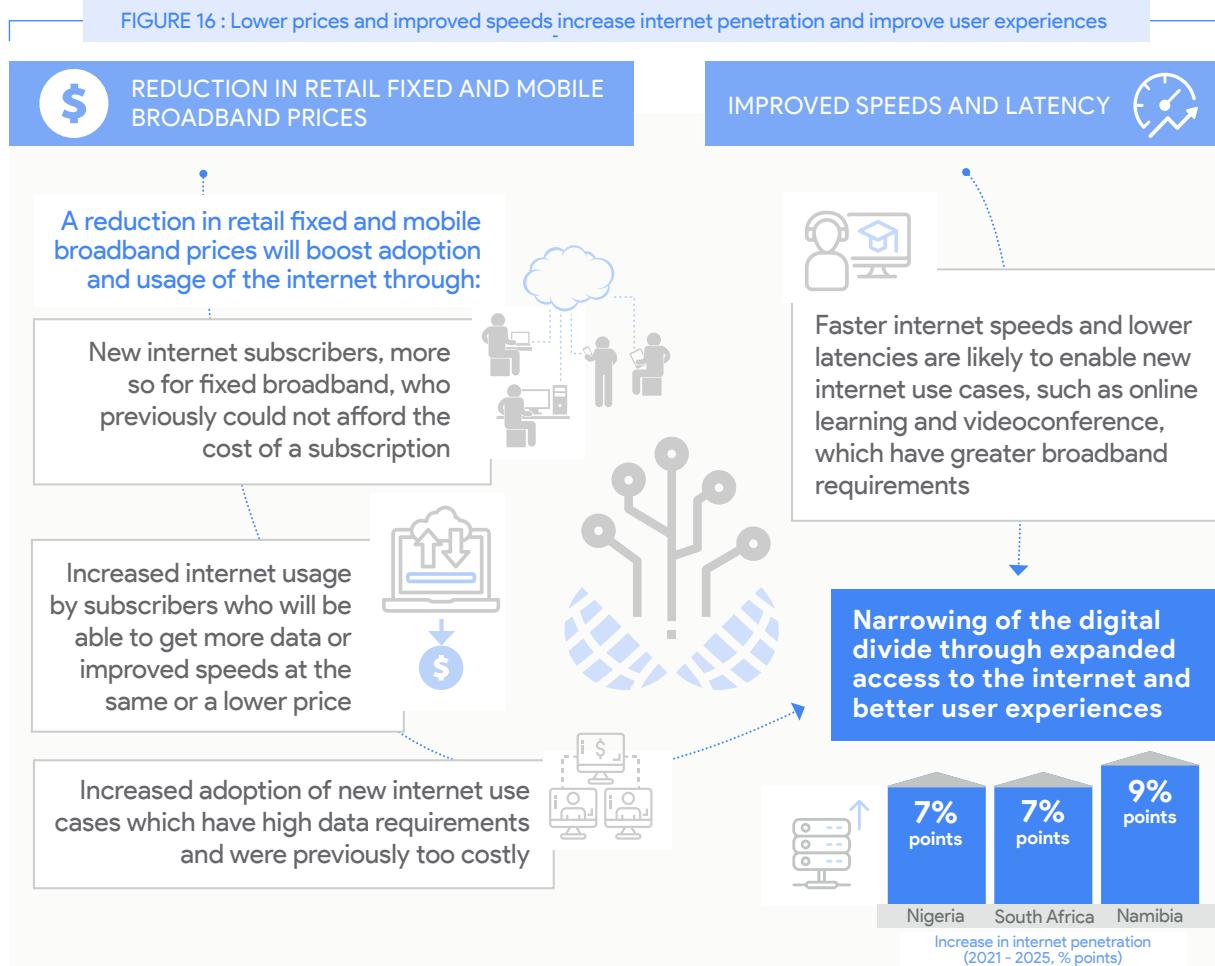 FIGURE 16 : Lower prices and improved speeds increase internet penetration and improve user experiences
$
REDUCTION IN RETAIL FIXED AND MOBILE
BROADBAND PRICES
A reduction in retail fixed and mobile
broadband prices will boost adoption
and usage of the internet through:
New internet subscribers, more
so for fixed broadband, who
previously could not afford the
cost of a subscription
Increased internet usage
by subscribers who will be
able to get more data or
improved speeds at the
same or a lower price
$
Increased adoption of new internet use
cases which have high data requirements
and were previously too costly
$
IMPROVED SPEEDS AND LATENCY
Faster internet speeds and lower
latencies are likely to enable new
internet use cases, such as online
learning and videoconference,
which have greater broadband
requirements
Narrowing of the digital
divide through expanded
access to the internet and
better user experiences
7%
points
7%
points
9%
points
Nigeria South Africa Namibia
Increase in internet penetration
(2021 - 2025, % points)